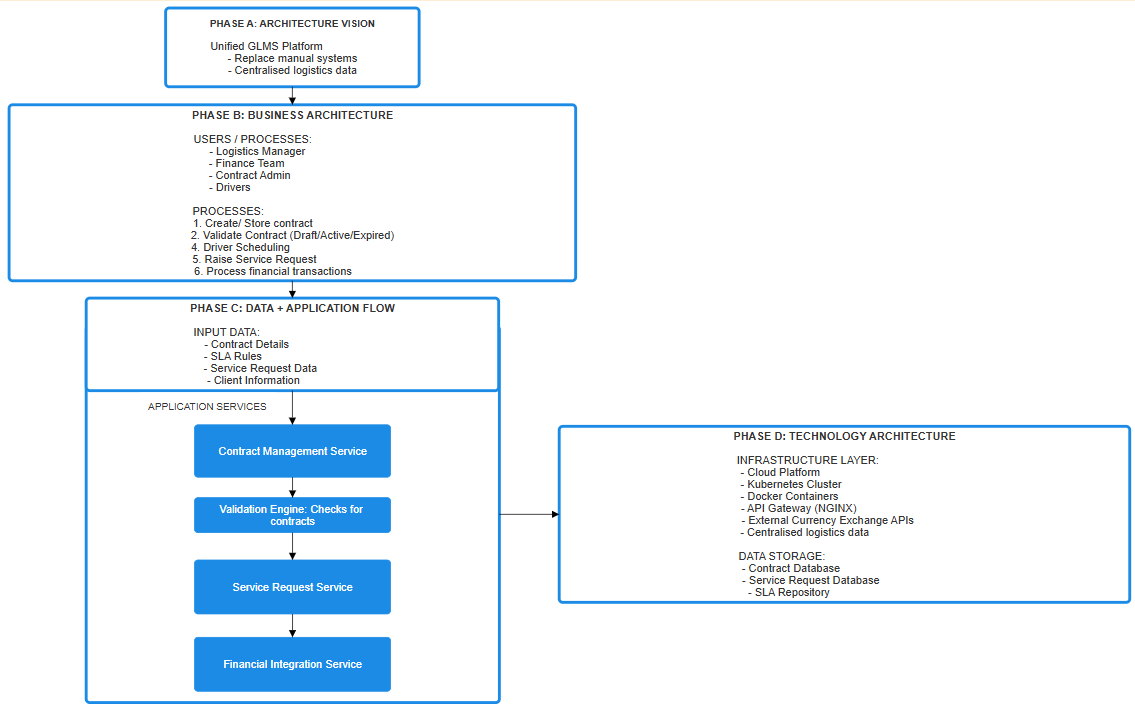 PHASE A: ARCHITECTURE VISION
Unified GLMS Platform
- Replace manual systems
- Centralised logistics data
PHASE B: BUSINESS ARCHITECTURE
USERS / PROCESSES:
- Logistics Manager
- Finance Team
- Contract Admin
- Drivers
PROCESSES:
1. Create/ Store contract
2. Validate Contract (Draft/Active/Expired)
4. Driver Scheduling
5. Raise Service Request
6. Process financial transactions
PHASE C: DATA + APPLICATION FLOW
INPUT DATA:
- Contract Details
- SLA Rules
- Service Request Data
- Client Information
APPLICATION SERVICES
Contract Management Service
Validation Engine: Checks for
contracts
Service Request Service
Financial Integration Service
PHASE D: TECHNOLOGY ARCHITECTURE
INFRASTRUCTURE LAYER:
- Cloud Platform
- Kubernetes Cluster
- Docker Containers
- API Gateway (NGINX)
- External Currency Exchange APIs
- Centralised logistics data
DATA STORAGE:
- Contract Database
- Service Request Database
- SLA Repository